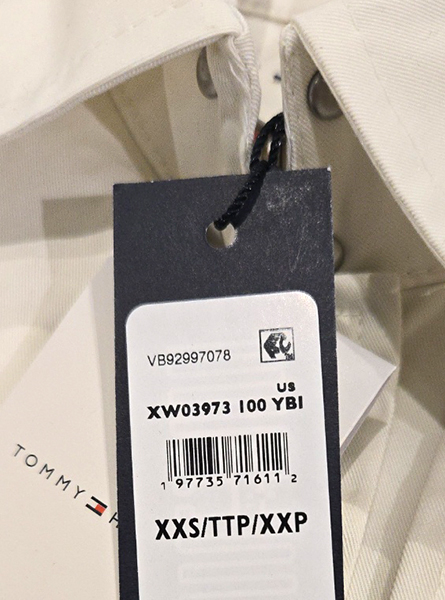 VB92997078
US
XW03973 100 YBI
1 97735 71611 2
XXS/TTP/XXP
TOMMY H